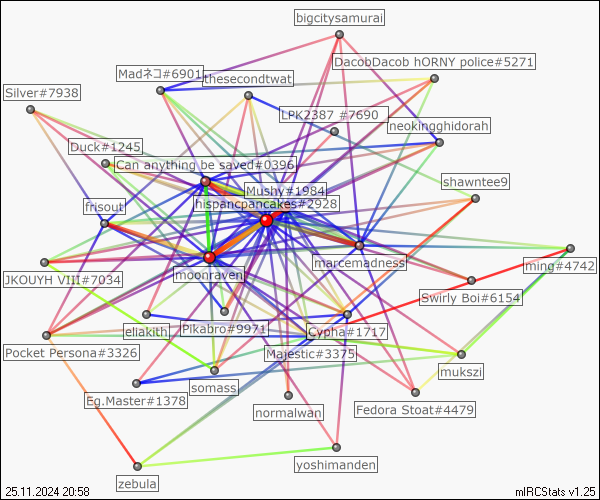 bigcitysamurai
DacobDacob hORNY police#5271
Madネコ#6901
thesecondtwat
Silver#7938
LPK2387 #7690
neokingghidorah
Duck#1245
Can anything be saved#0396
shawntee9
Mushy#1984
hispancpancakes#2928
frisout
marcemadness
ming#4742
JKOUYH VIII#7034
moonraven
Swirly Boi#6154
eliakith
Pikabro#9971
Cypha#1717
Pocket Persona#3326
Majestic#3375
mukszi
somass
Eg.Master#1378
normalwan
Fedora Stoat#4479
yoshimanden
zebula
25.11.2024 20:58
mIRCStats v1.25